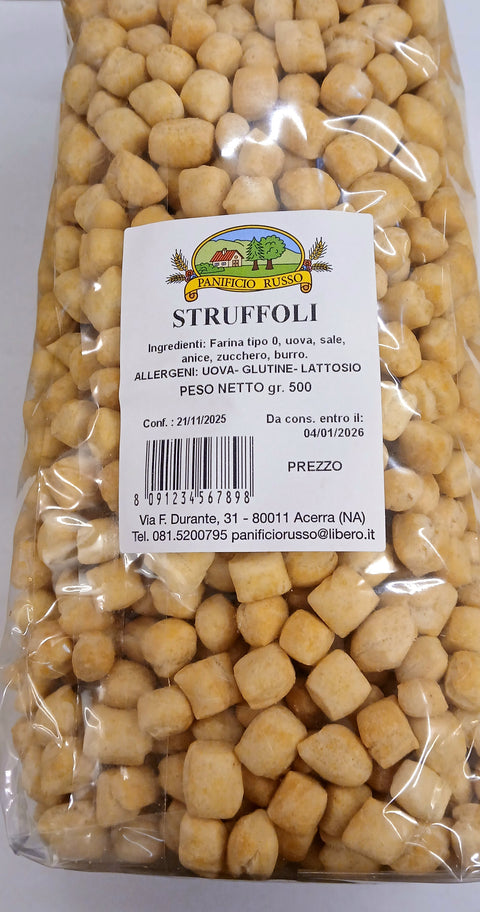 PANIFICIO RUSSO
STRUFFOLI
Ingredienti: Farina tipo 0, uova, sale,
anice, zucchero, burro.
ALLERGENI: UOVA- GLUTINE- LATTOSIO
PESO NETTO gr. 500
Conf. : 21/11/2025
Da cons. entro il:
04/01/2026
PREZZO
8 091234 567898
Via F. Durante, 31 - 80011 Acerra (NA)
Tel. 081.5200795 panificiorusso@libero.it